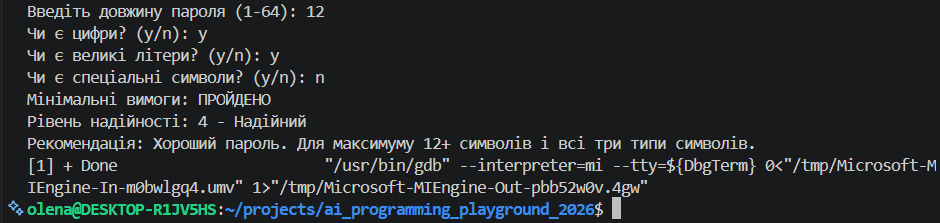 Введіть довжину пароля (1-64): 12
Чи є цифри? (y/n): y
Чи є великі літери? (y/n): y
Чи є спеціальні символи? (y/n): n
Мінімальні вимоги: ПРОЙДЕНО
Рівень надійності: 4 - Надійний
Рекомендація: Хороший пароль. Для максимуму 12+ символів і всі три типи символів.
[1] + Done                       "/usr/bin/gdb" --interpreter=mi --tty=${DbgTerm} 0<"/tmp/Microsoft-M
IEngine-In-m0bwlgq4.umv" 1>"/tmp/Microsoft-MIEngine-Out-pbb52w0v.4gw"
olena@DESKTOP-R1JV5HS:~/projects/ai_programming_playground_2026$